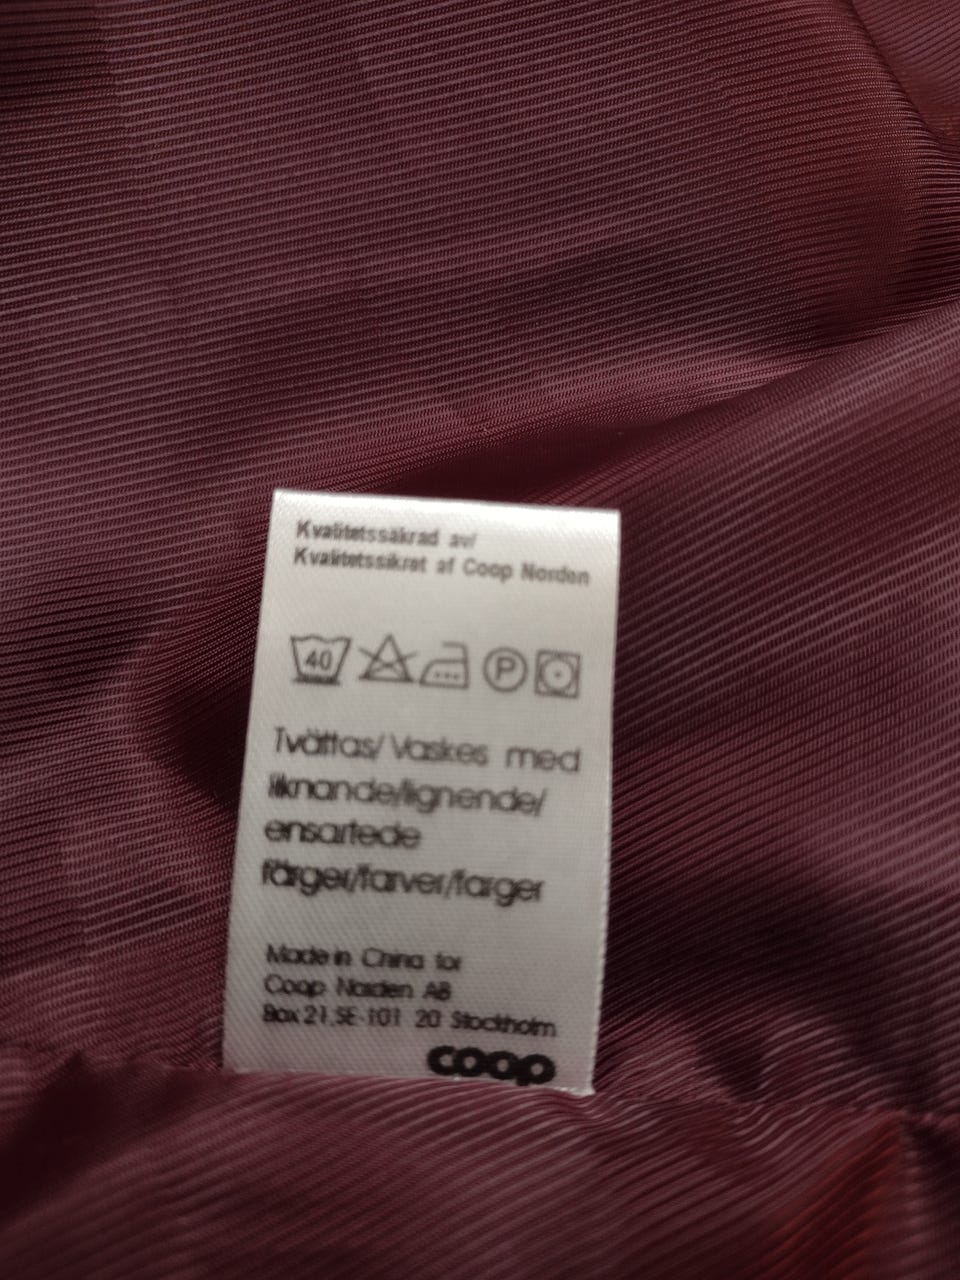 Kvalitetssäkrad av/
Kvalitetssikret af Coop Norden
40 P
Tvättas/Vaskes med
liknande/lignende/
ensartede
färger/farver/farger
Made in China for
Coop Norden AB
Box 21,SE-101 20 Stockholm
coop